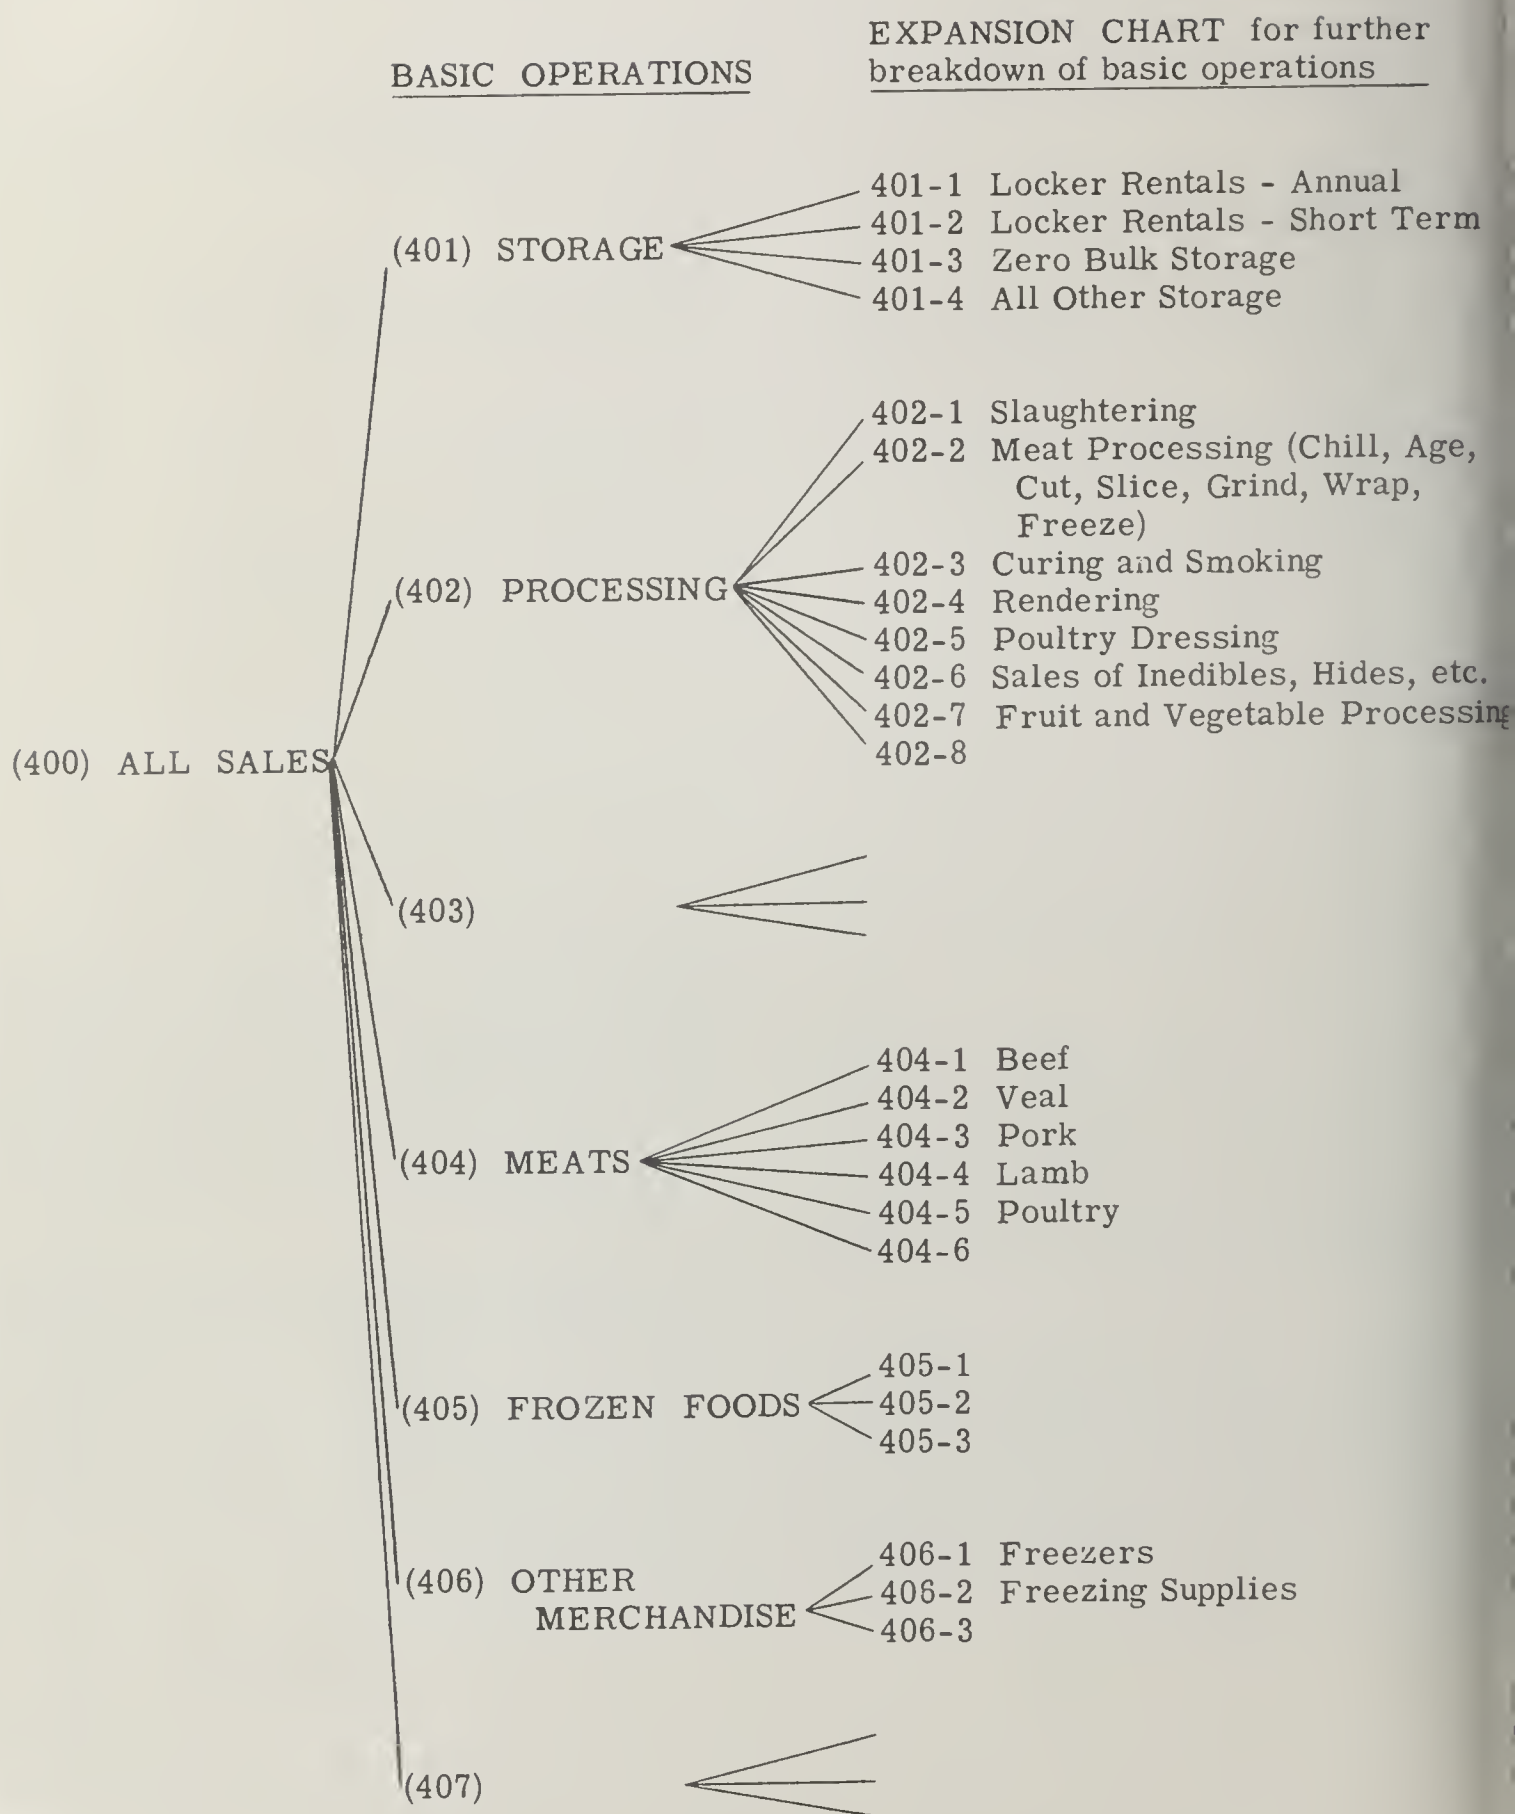 BASIC OPERATIONS
EXPANSION CHART for further
breakdown of basic operations
(400) ALL SALES
(401) STORAGE
401-1 Locker Rentals - Annual
401-2 Locker Rentals - Short Term
401-3 Zero Bulk Storage
401-4 All Other Storage
(402) PROCESSING
402-1 Slaughtering
402-2 Meat Processing (Chill, Age,
Cut, Slice, Grind, Wrap,
Freeze)
402-3 Curing and Smoking
402-4 Rendering
402-5 Poultry Dressing
402-6 Sales of Inedibles, Hides, etc.
402-7 Fruit and Vegetable Processing
402-8
(403)
(404) MEATS
404-1 Beef
404-2 Veal
404-3 Pork
404-4 Lamb
404-5 Poultry
404-6
(405) FROZEN FOODS
405-1
405-2
405-3
(406) OTHER
MERCHANDISE
406-1 Freezers
406-2 Freezing Supplies
406-3
(407)